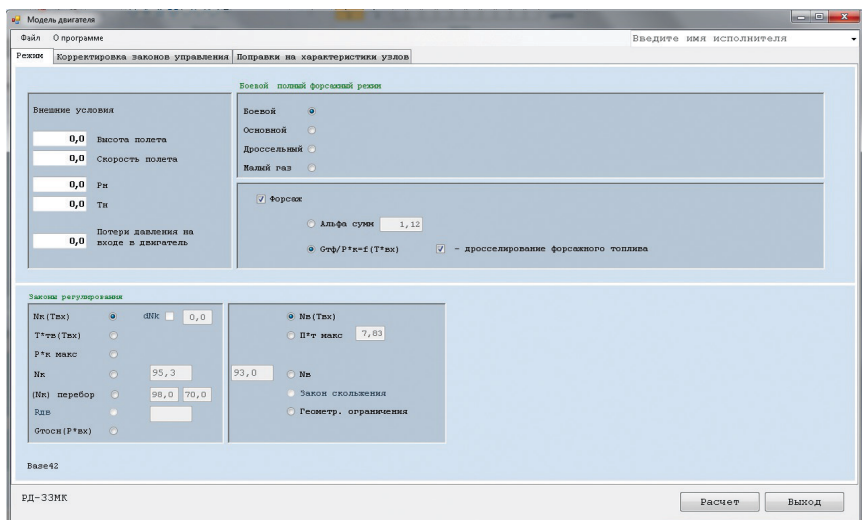 Модель двигателя
Файл О программе Введите имя исполнителя
Режим Корректировка законов управления Поправки на характеристики узлов
Боевой полный форсажный режим
Внешние условия
0,0 Высота полета
0,0 Скорость полета
0,0 Рн
0,0 Тн
0,0 Потери давления на
входе в двигатель
Боевой
Основной
Дроссельный
Малый газ
Форсаж
Альфа сумм 1,12
Gтф/Р*к=f(Т*вх) - дросселирование форсажного топлива
Законы регулирования
Nк(Твх) dNk 0,0
Т*тв(Твх)
Р*к макс
Nк 95,3
(Nк) перебор 98,0 70,0
Rдв
Gтосн(Р*вх)
Nв(Твх)
П*т макс 7,83
93,0 Nв
Закон скольжения
Геометр. ограничения
Base42
РД-33МК
Расчет Выход